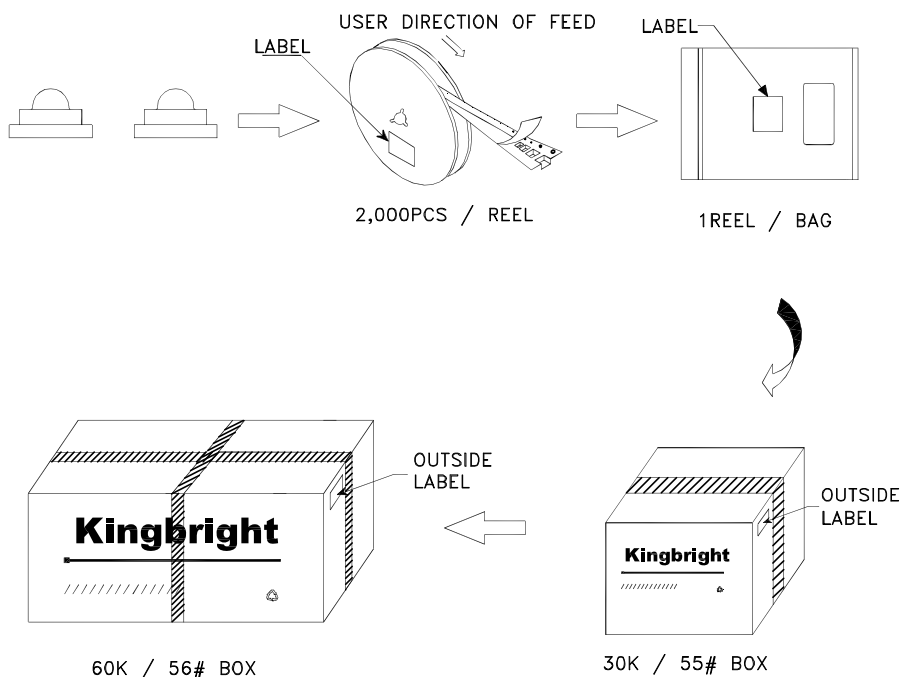 USER DIRECTION OF FEED
LABEL
LABEL
2,000PCS / REEL
1REEL / BAG
OUTSIDE
LABEL
Kingbright
60K / 56# BOX
OUTSIDE
LABEL
Kingbright
30K / 55# BOX